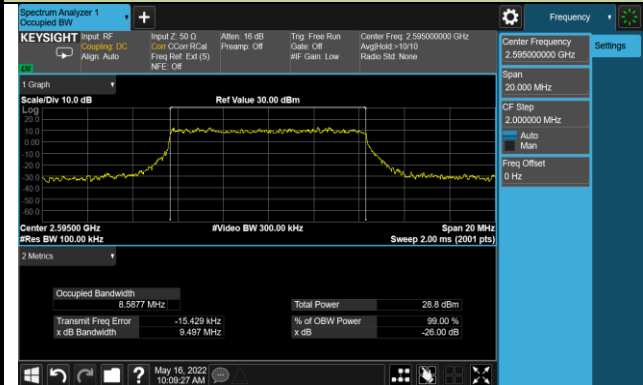 Spectrum Analyzer 1
Occupied BW
Frequency
KEYSIGHT
Input: RF
Coupling: DC
Align: Auto
Input Z: 50 Ω
Corr CCorr RCal
Freq Ref: Ext (S)
NFE: Off
Atten: 16 dB
Preamp: Off
Trig: Free Run
Gate: Off
#IF Gain: Low
Center Freq: 2.595000000 GHz
Avg|Hold:>10/10
Radio Std: None
Center Frequency
2.595000000 GHz
Settings
Span
20.000 MHz
CF Step
2.000000 MHz
Auto
Man
Freq Offset
0 Hz
1 Graph
Scale/Div 10.0 dB
Ref Value 30.00 dBm
Log
20.0
10.0
0.00
-10.0
-20.0
-30.0
-40.0
-50.0
-60.0
Center 2.59500 GHz
#Video BW 300.00 kHz
Span 20 MHz
#Res BW 100.00 kHz
Sweep 2.00 ms (2001 pts)
2 Metrics
Occupied Bandwidth
8.5877 MHz
Total Power
28.8 dBm
Transmit Freq Error
-15.429 kHz
% of OBW Power
99.00 %
x dB Bandwidth
9.497 MHz
x dB
-26.00 dB
May 16, 2022
10:09:27 AM